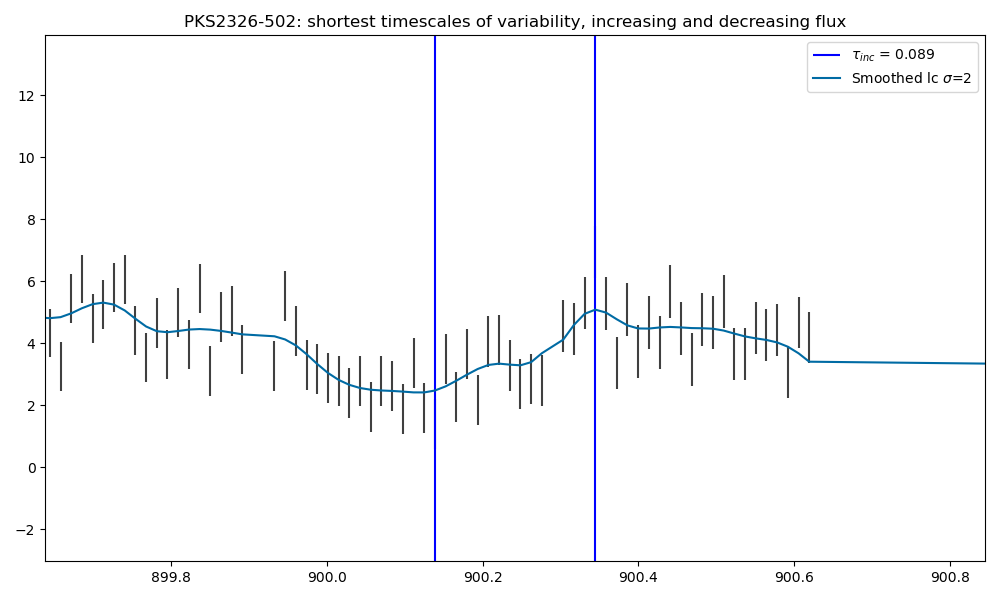 PKS2326-502: shortest timescales of variability, increasing and decreasing flux
τinc = 0.089
Smoothed lc σ=2
12
10
8
6
4
2
0
−2
899.8 900.0 900.2 900.4 900.6 900.8